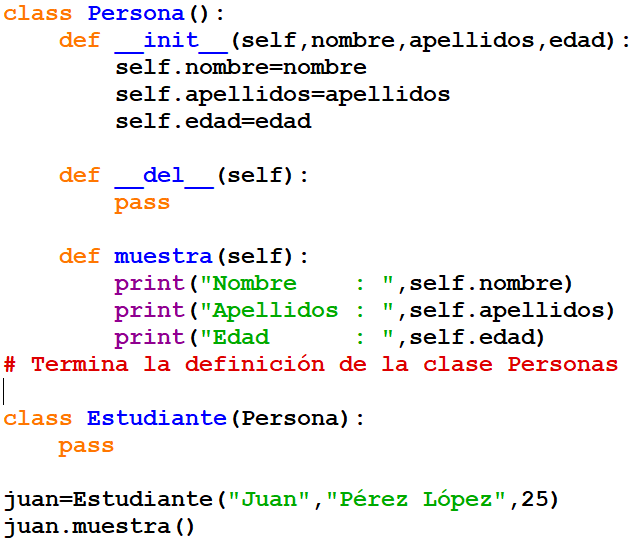 class Persona():
    def __init__(self,nombre,apellidos,edad):
        self.nombre=nombre
        self.apellidos=apellidos
        self.edad=edad

    def __del__(self):
        pass

    def muestra(self):
        print("Nombre    : ",self.nombre)
        print("Apellidos : ",self.apellidos)
        print("Edad      : ",self.edad)
# Termina la definición de la clase Personas

class Estudiante(Persona):
    pass

juan=Estudiante("Juan","Pérez López",25)
juan.muestra()